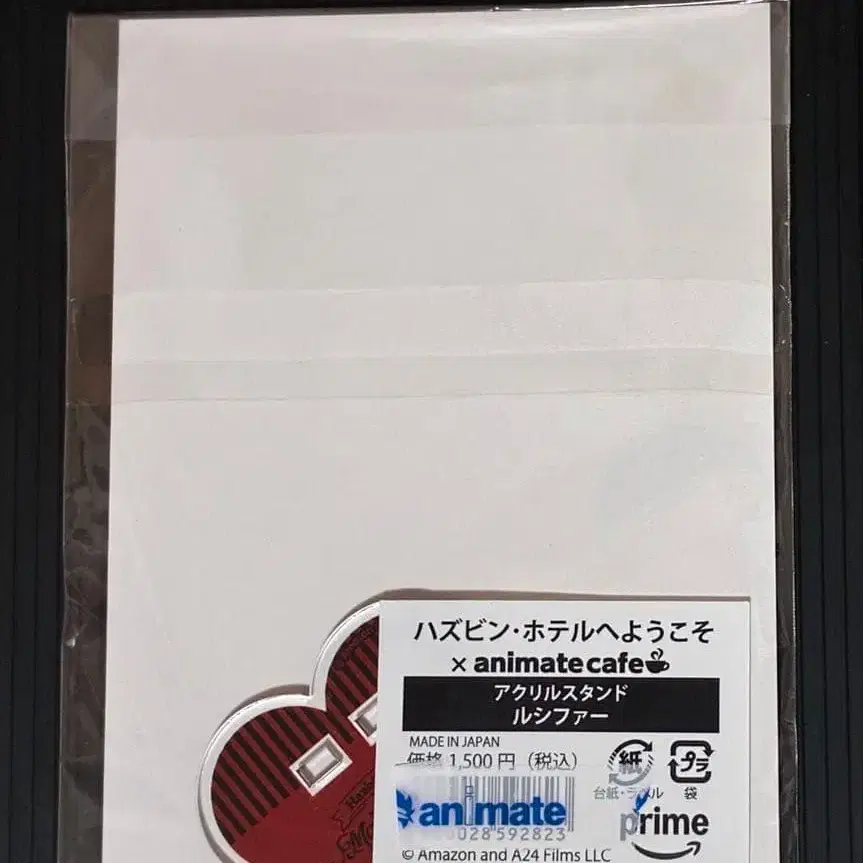 ハズビン・ホテルへようこそ
× animatecafe
アクリルスタンド
ルシファー
MADE IN JAPAN
価格 1,500円（税込）
紙
プラ
台紙・ラベル
袋
animate
028592823
prime
© Amazon and A24 Films LLC